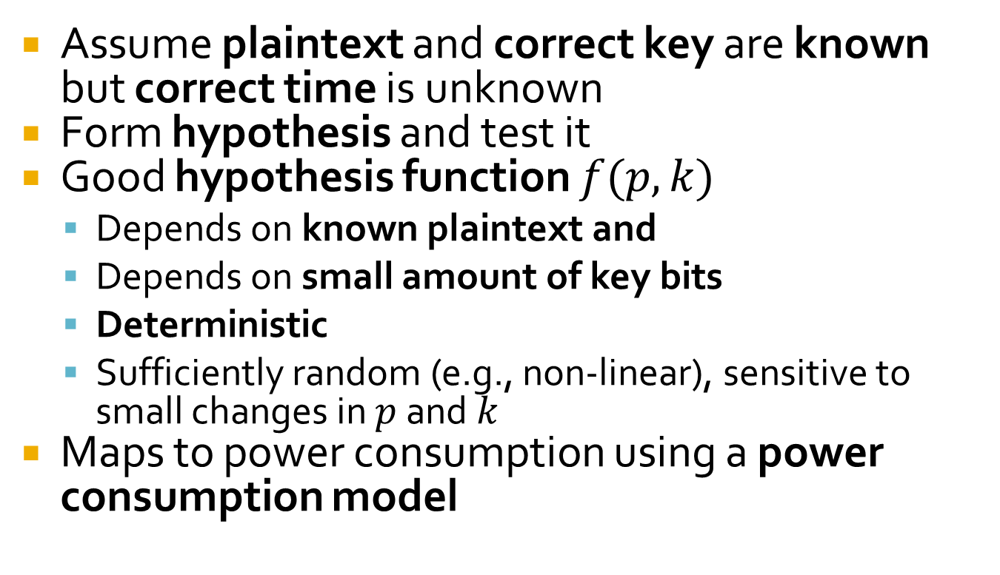 Assume plaintext and correct key are known
but correct time is unknown
Form hypothesis and test it
Good hypothesis function f(p, k)
Depends on known plaintext and
Depends on small amount of key bits
Deterministic
Sufficiently random (e.g., non-linear), sensitive to
small changes in p and k
Maps to power consumption using a power
consumption model